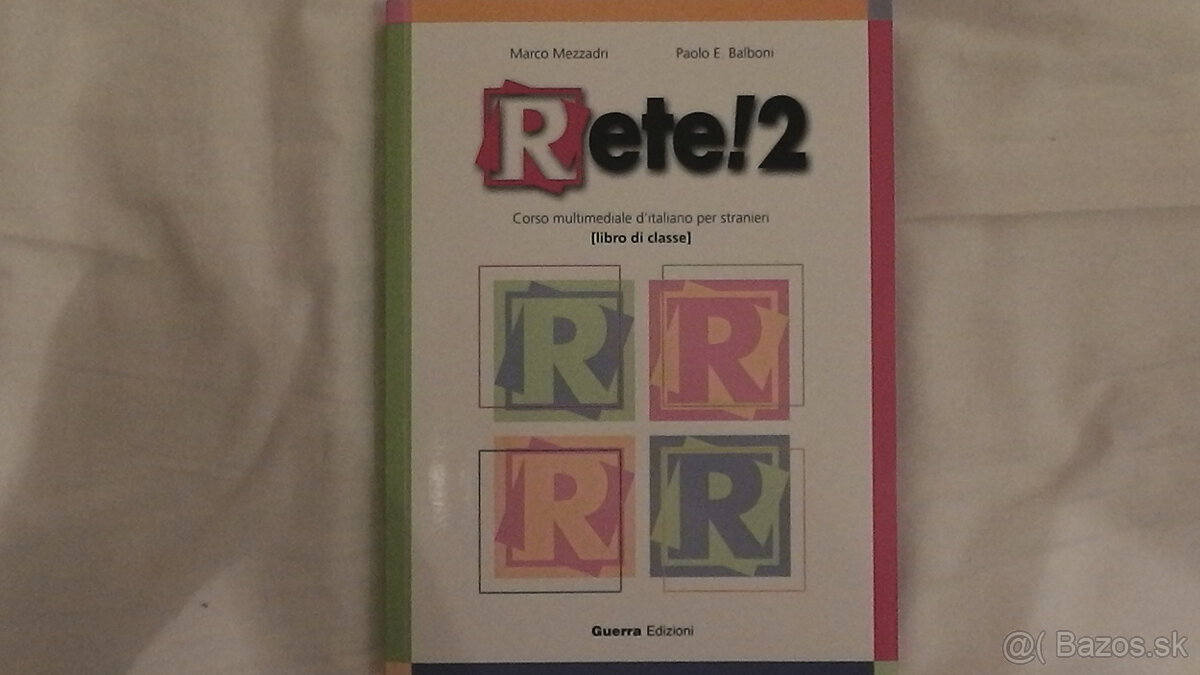 Marco Mezzadri Paolo E. Balboni
Rete!2
Corso multimediale d'italiano per stranieri
[libro di classe]
R R
R R
Guerra Edizioni
@( Bazos.sk